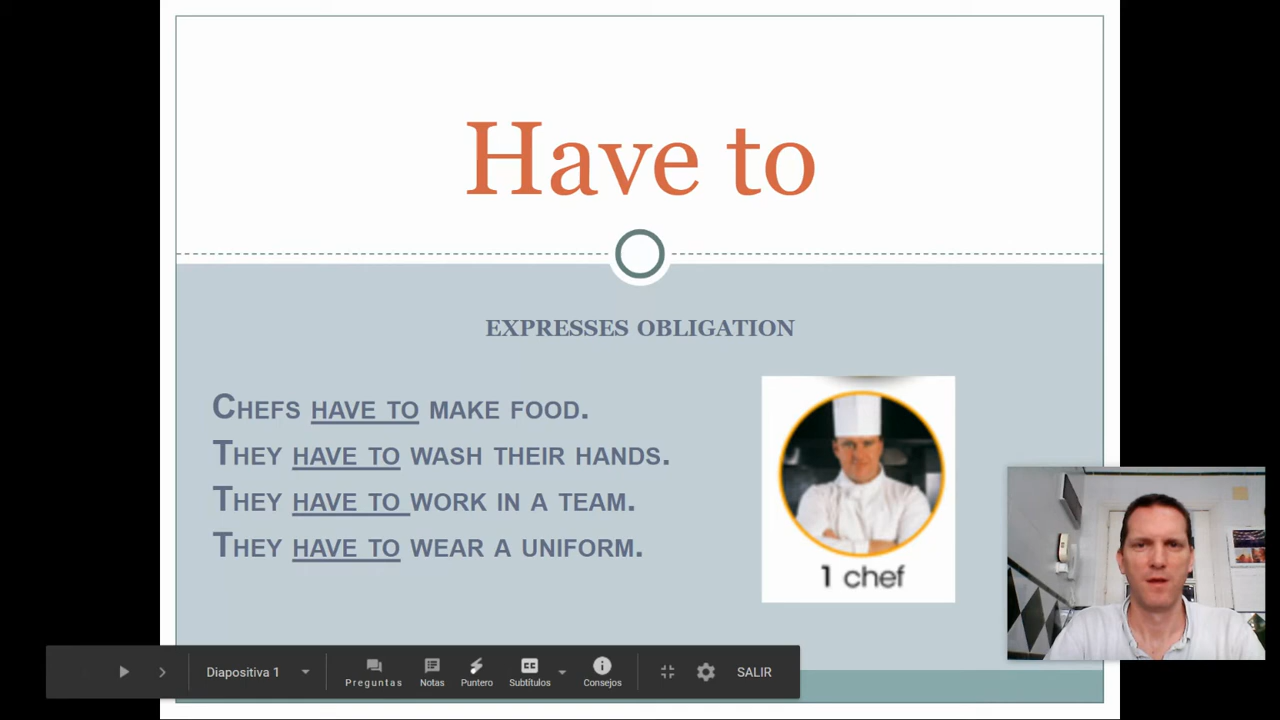 Have to
EXPRESSES OBLIGATION
CHEFS HAVE TO MAKE FOOD.
THEY HAVE TO WASH THEIR HANDS.
THEY HAVE TO WORK IN A TEAM.
THEY HAVE TO WEAR A UNIFORM.
1 chef
Diapositiva 1
Preguntas
Notas
Puntero
CC
Subtítulos
Consejos
SALIR